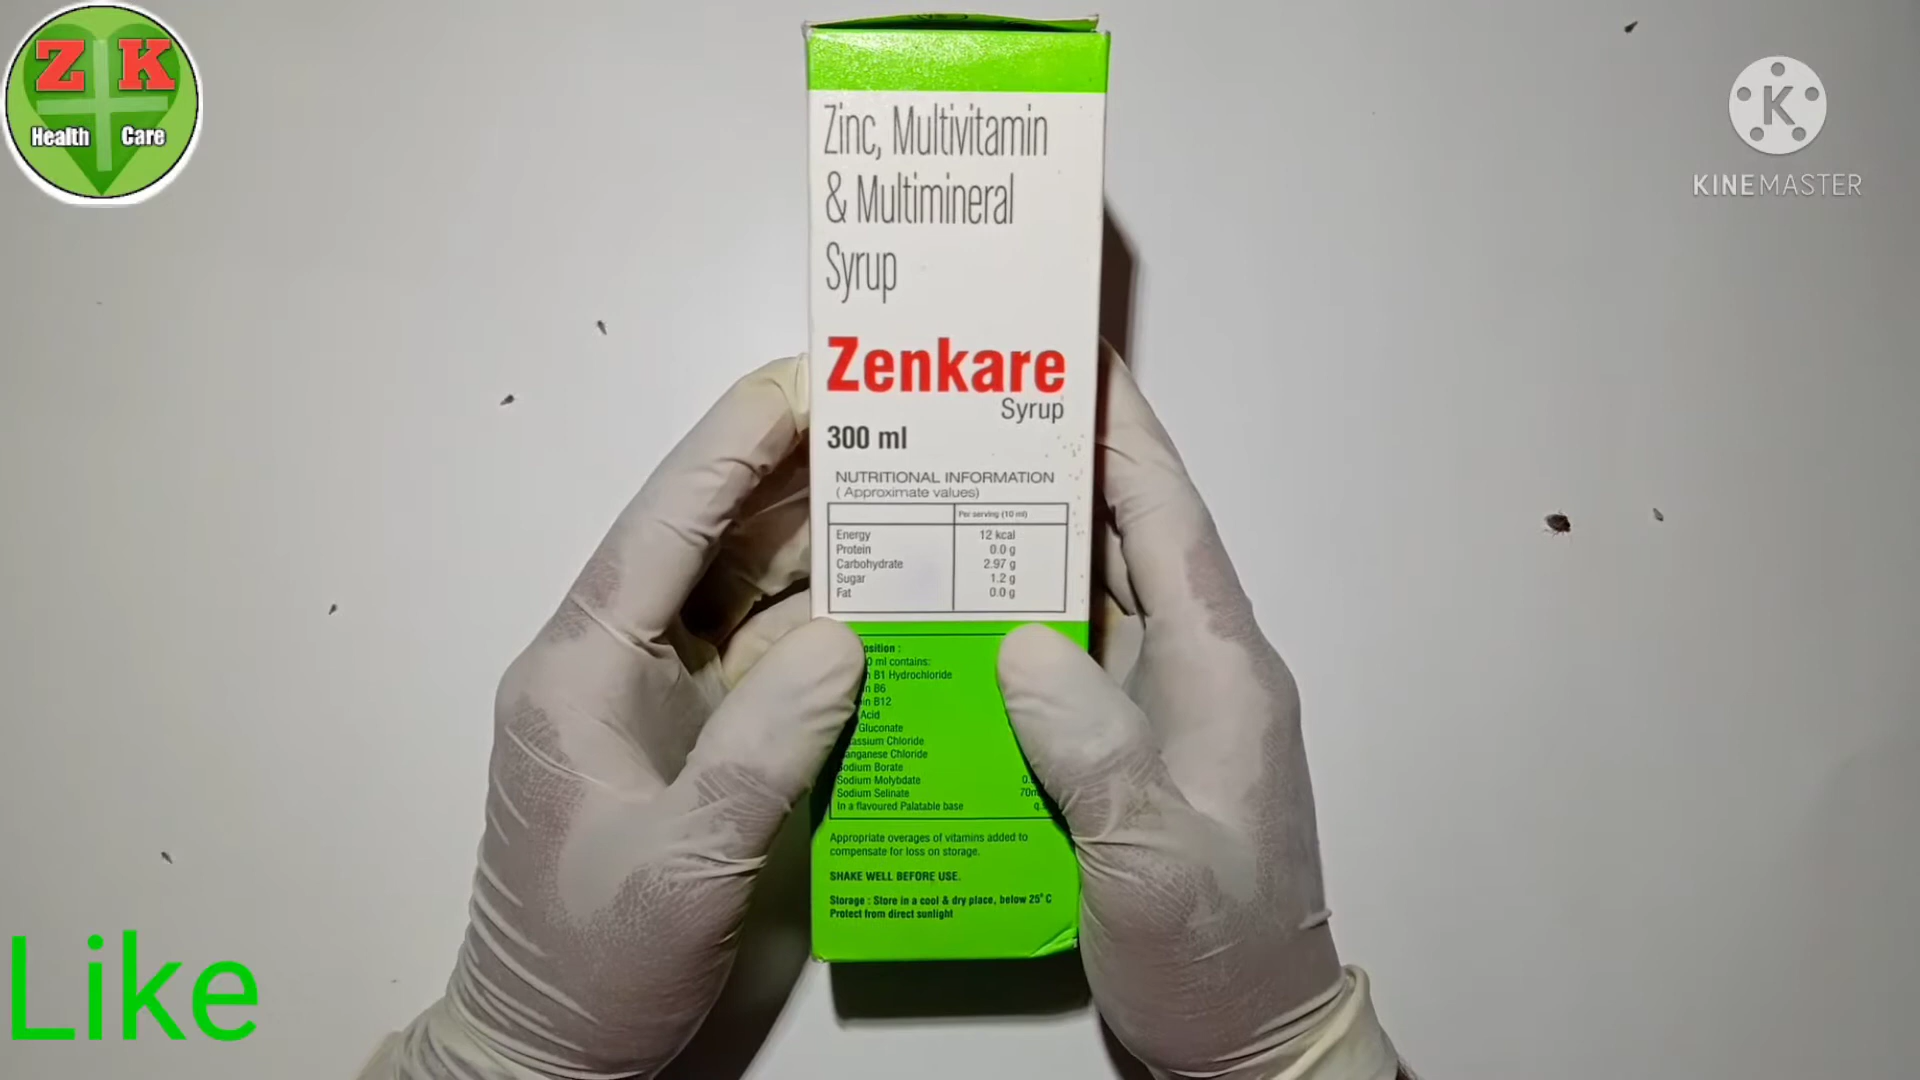 Z K
Health Care
KINEMASTER
Zinc, Multivitamin
& Multimineral
Syrup
Zenkare
Syrup
300 ml
NUTRITIONAL INFORMATION
( Approximate values)
Per serving (10 ml)
Energy 12 kcal
Protein 0.0 g
Carbohydrate 2.97 g
Sugar 1.2 g
Fat 0.0 g
ml contains:
B1 Hydrochloride
B6
B12
Acid
Gluconate
Chloride
Chloride
Borate
Sodium Molybdate
Sodium Selinate
In a flavoured Palatable base
Appropriate overages of vitamins added to
compensate for loss on storage.
SHAKE WELL BEFORE USE.
Storage : Store in a cool & dry place, below 25° C
Protect from direct sunlight
Like